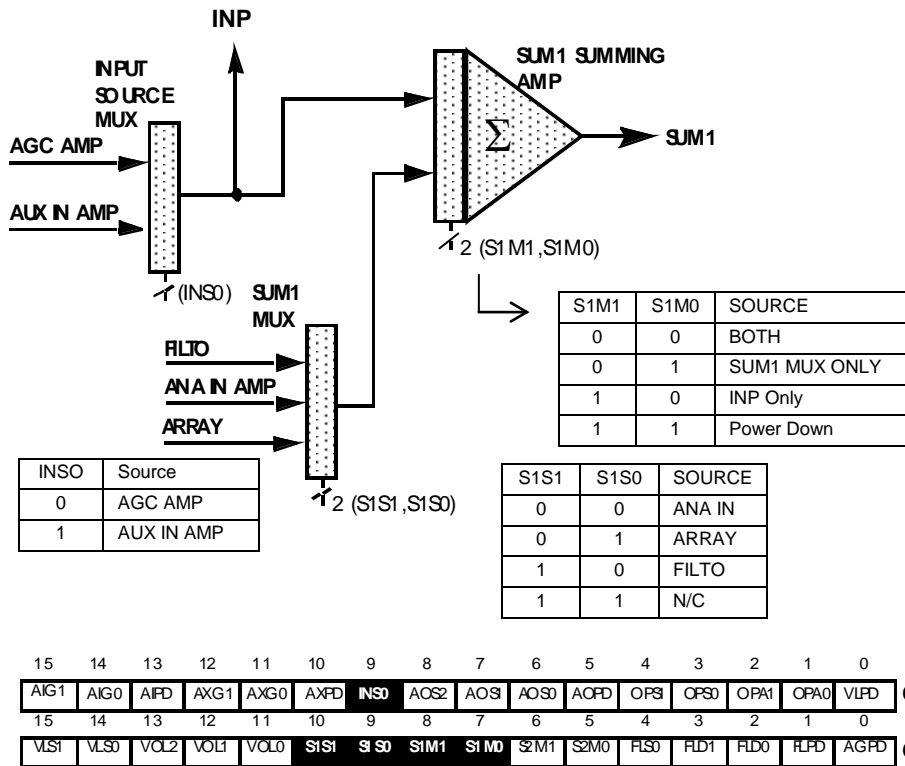 INP
INPUT
SOURCE
MUX
SUM1 SUMMING
AMP
AGC AMP
Σ
SUM1
AUX IN AMP
2 (S1M1,S1M0)
(INS0)
SUM1
MUX
S1M1 S1M0 SOURCE
0 0 BOTH
0 1 SUM1 MUX ONLY
1 0 INP Only
1 1 Power Down
FILTO
ANA IN AMP
ARRAY
INSO Source
0 AGC AMP
1 AUX IN AMP
2 (S1S1,S1S0)
S1S1 S1S0 SOURCE
0 0 ANA IN
0 1 ARRAY
1 0 FILTO
1 1 N/C
15 14 13 12 11 10 9 8 7 6 5 4 3 2 1 0
AIG1 AIG0 AIPD AXG1 AXG0 AXPD INS0 AOS2 AOS1 AOS0 AOPD OPS1 OPS0 OPA1 OPA0 VLPD
15 14 13 12 11 10 9 8 7 6 5 4 3 2 1 0
VLS1 VLS0 VOL2 VOL1 VOL0 S1S1 S1S0 S1M1 S1M0 S2M1 S2M0 FLS0 FLD1 FLD0 FLPD AGPD